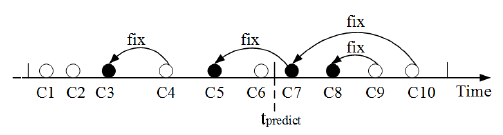 fix
fix fix fix
C1 C2 C3 C4 C5 C6 C7 C8 C9 C10 Time
tpredict